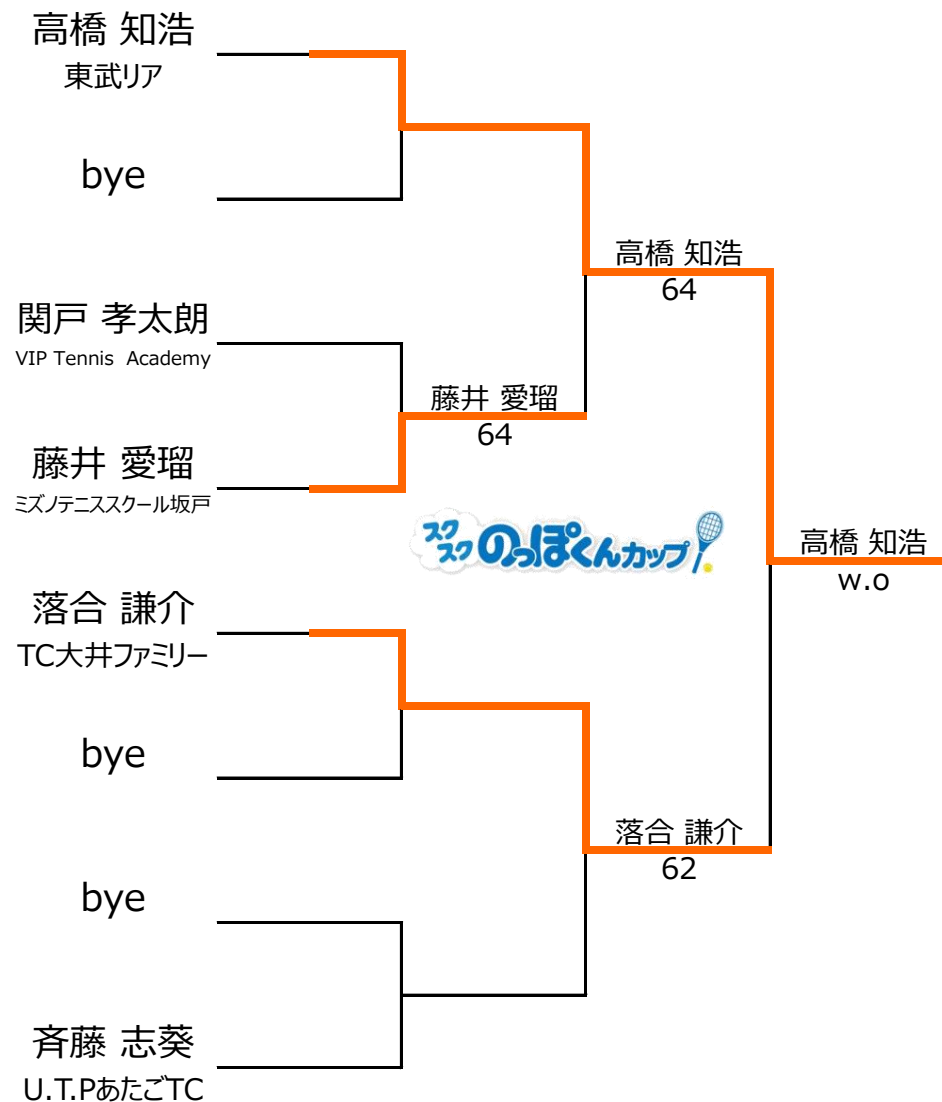 高橋 知浩
東武リア
bye
高橋 知浩
64
関戸 孝太朗
VIP Tennis Academy
藤井 愛瑠
64
藤井 愛瑠
ミズノテニススクール坂戸
スクスクのっぽくんカップ
高橋 知浩
w.o
落合 謙介
TC大井ファミリー
bye
落合 謙介
62
bye
斉藤 志葵
U.T.PあたごTC